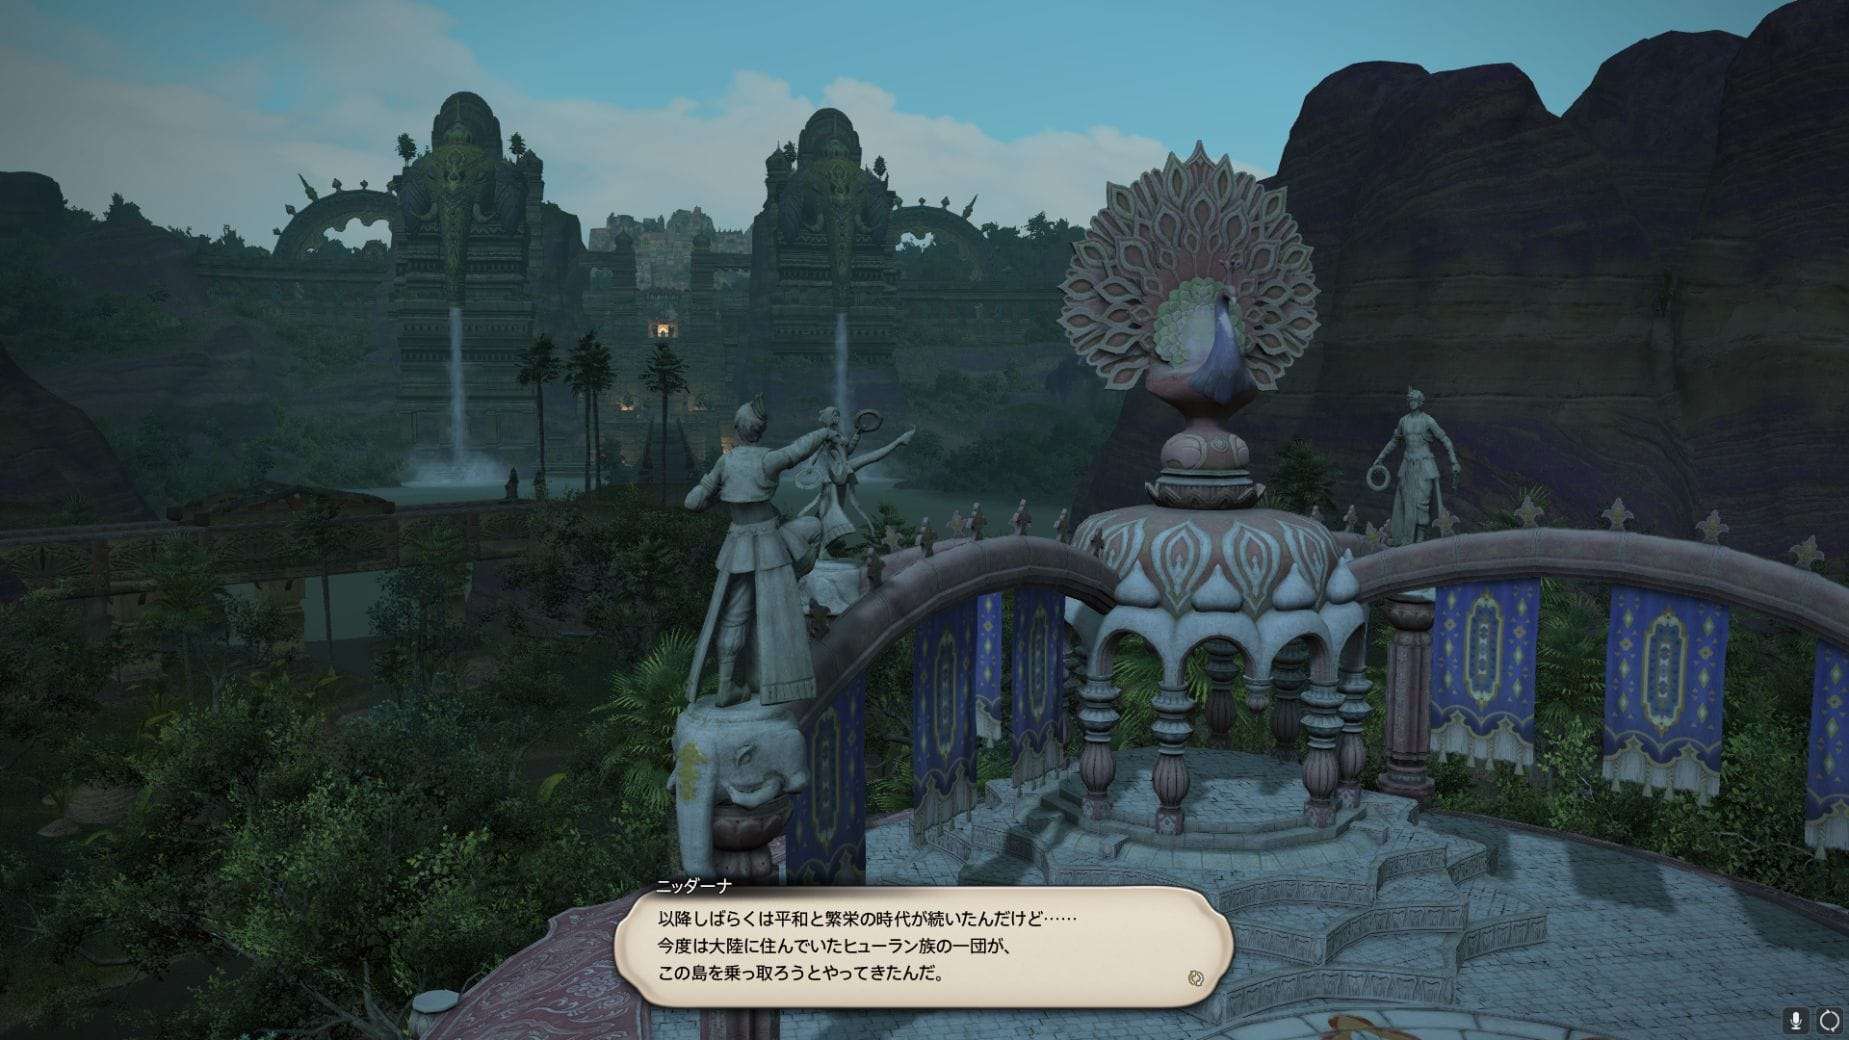 ニッダーナ
以降しばらくは平和と繁栄の時代が続いたんだけど……
今度は大陸に住んでいたヒューラン族の一団が、
この島を乗っ取ろうとやってきたんだ。